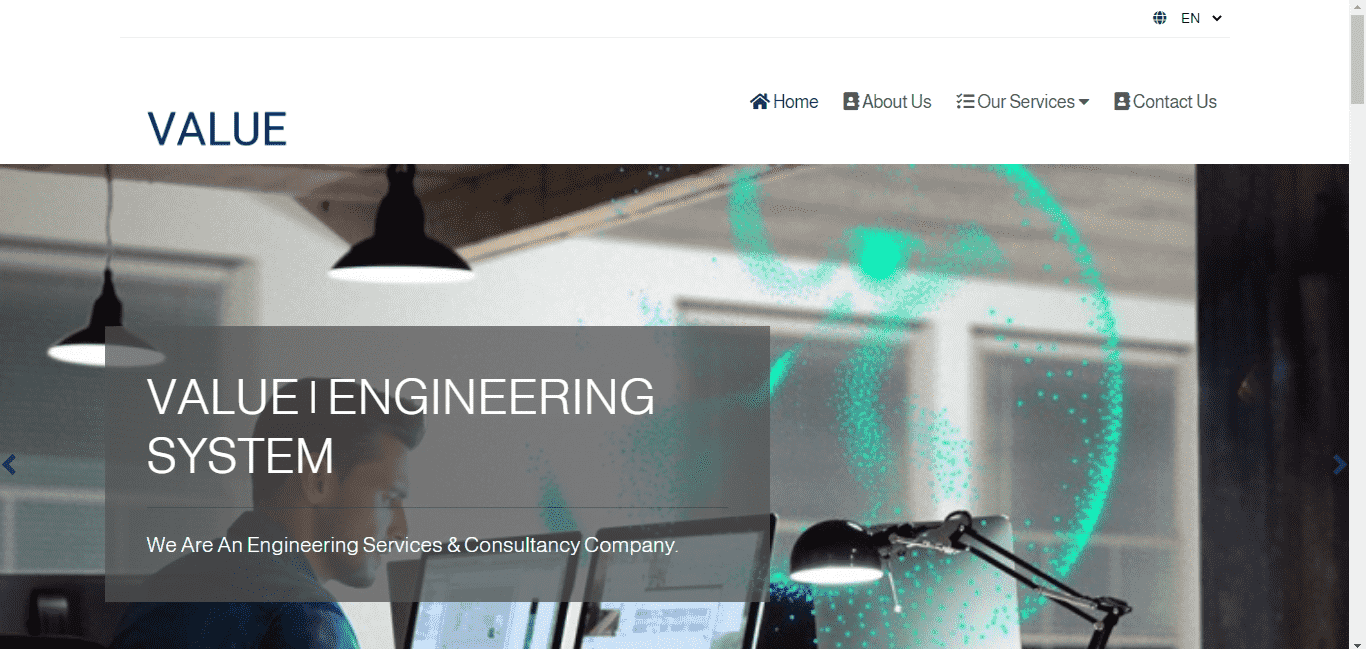 EN
Home About Us Our Services Contact Us
VALUE
VALUE | ENGINEERING
SYSTEM
We Are An Engineering Services & Consultancy Company.